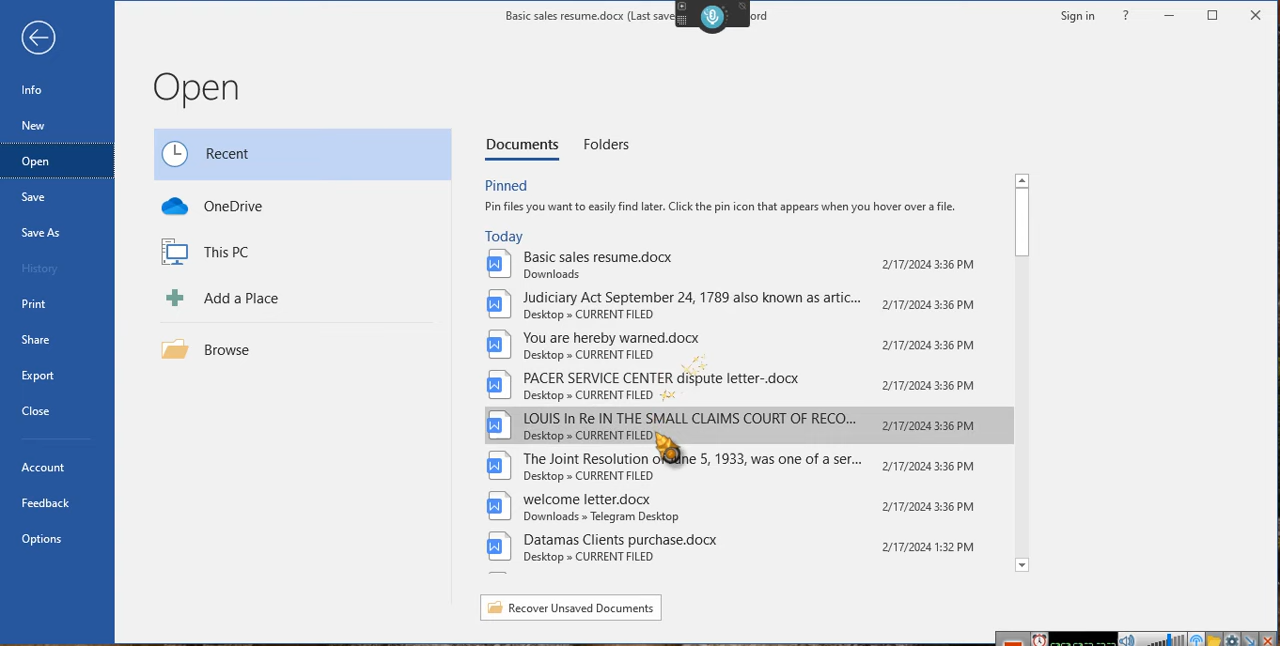 Basic sales resume.docx (Last save
ord
Sign in
?
Info
New
Open
Save
Save As
History
Print
Share
Export
Close
Account
Feedback
Options
Open
Recent
OneDrive
This PC
Add a Place
Browse
Documents
Folders
Pinned
Pin files you want to easily find later. Click the pin icon that appears when you hover over a file.
Today
Basic sales resume.docx
Downloads
2/17/2024 3:36 PM
Judiciary Act September 24, 1789 also known as artic...
Desktop » CURRENT FILED
2/17/2024 3:36 PM
You are hereby warned.docx
Desktop » CURRENT FILED
2/17/2024 3:36 PM
PACER SERVICE CENTER dispute letter-.docx
Desktop » CURRENT FILED
2/17/2024 3:36 PM
LOUIS In Re IN THE SMALL CLAIMS COURT OF RECO...
Desktop » CURRENT FILED
2/17/2024 3:36 PM
The Joint Resolution of June 5, 1933, was one of a ser...
Desktop » CURRENT FILED
2/17/2024 3:36 PM
welcome letter.docx
Downloads » Telegram Desktop
2/17/2024 3:36 PM
Datamas Clients purchase.docx
Desktop » CURRENT FILED
2/17/2024 1:32 PM
Recover Unsaved Documents